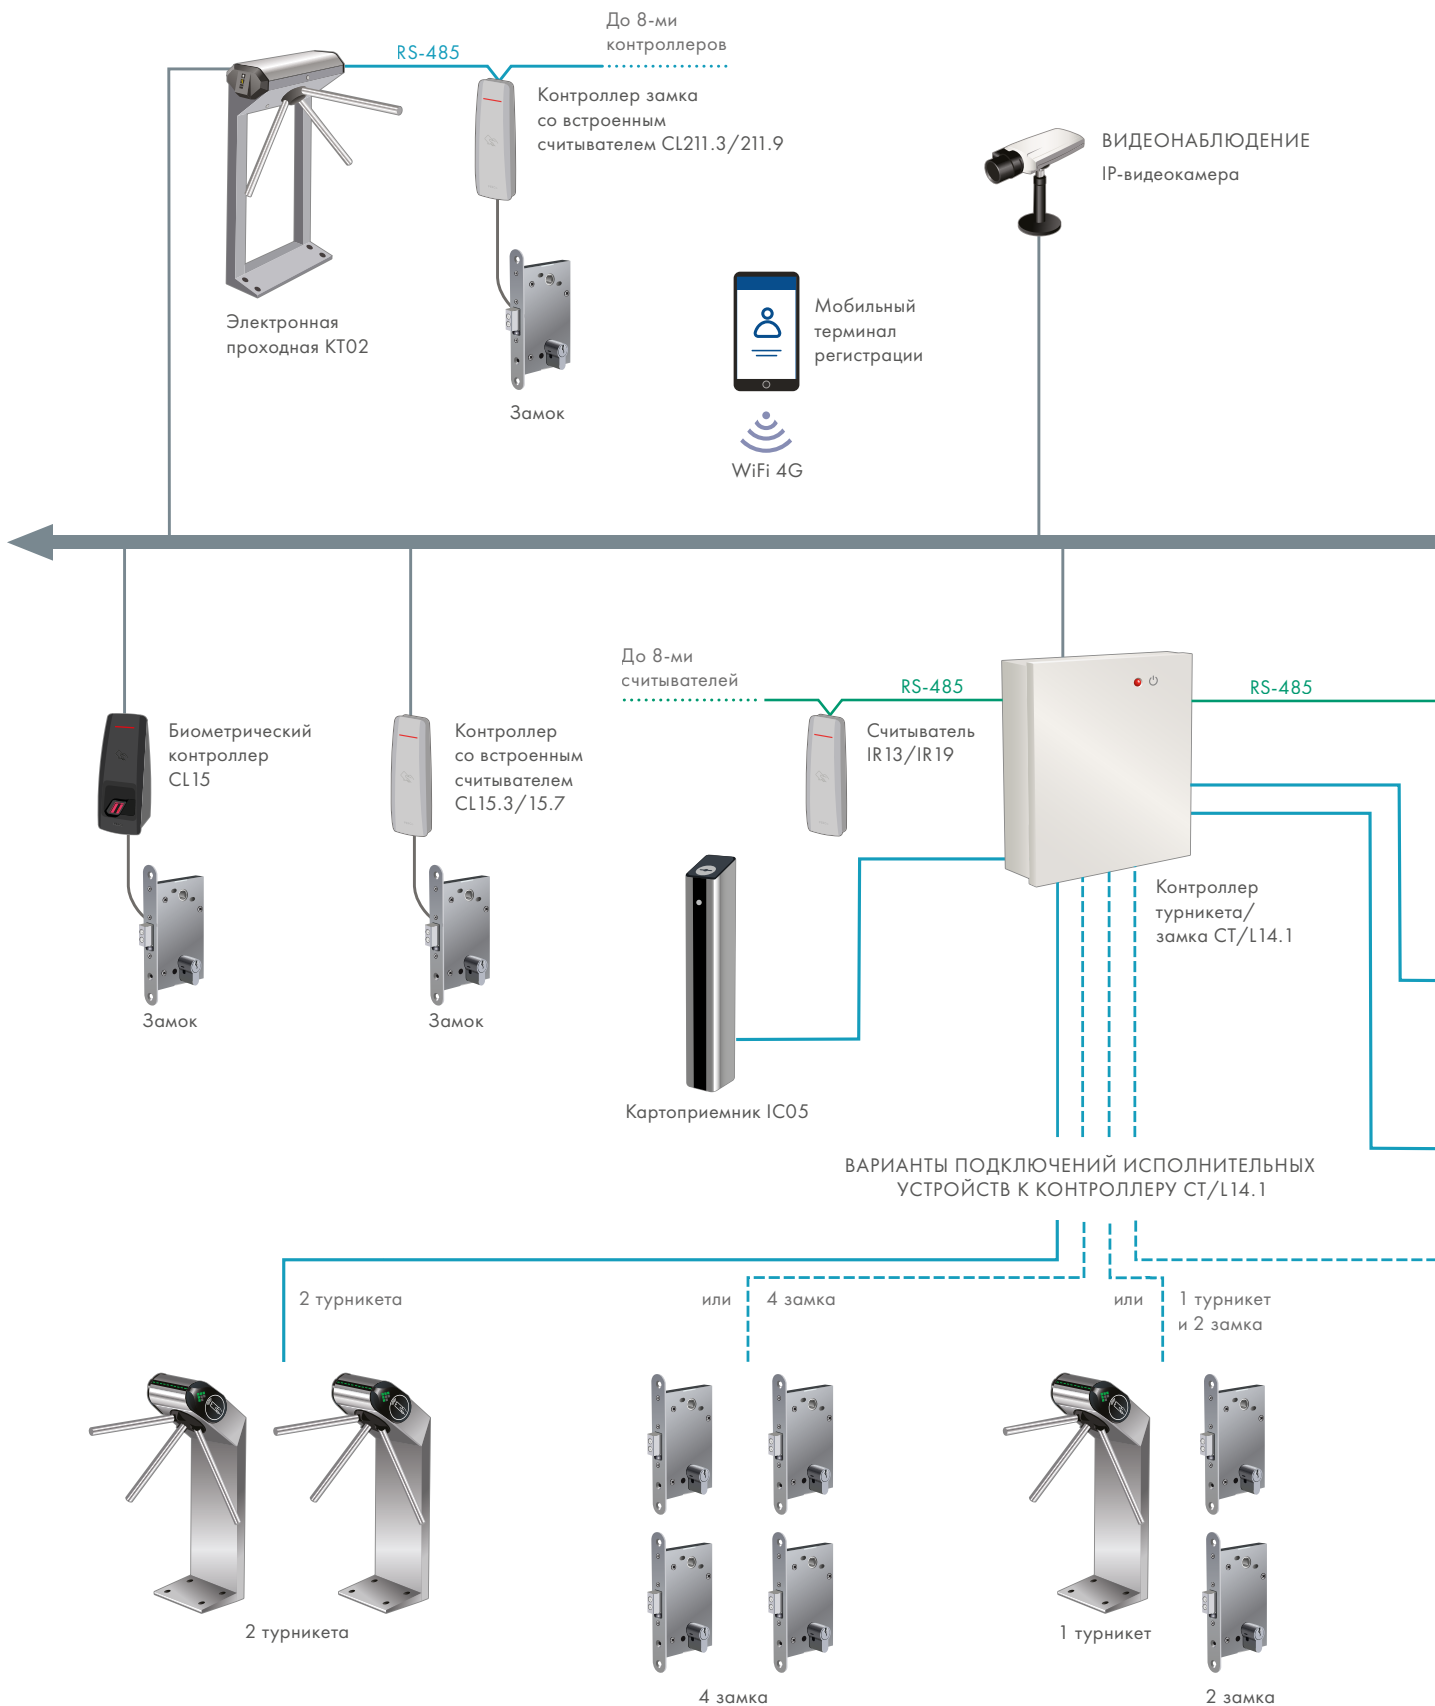 До 8-ми
контроллеров
RS-485
Контроллер замка
со встроенным
считывателем CL211.3/211.9
ВИДЕОНАБЛЮДЕНИЕ
IP-видеокамера
Электронная
проходная KT02
Мобильный
терминал
регистрации
Замок
WiFi 4G
До 8-ми
считывателей
RS-485
RS-485
Биометрический
контроллер
CL15
Контроллер
со встроенным
считывателем
CL15.3/15.7
Считыватель
IR13/IR19
Контроллер
турникета/
замка CT/L14.1
Замок
Замок
Картоприемник IC05
ВАРИАНТЫ ПОДКЛЮЧЕНИЙ ИСПОЛНИТЕЛЬНЫХ
УСТРОЙСТВ К КОНТРОЛЛЕРУ CT/L14.1
2 турникета
или
4 замка
или
1 турникет
и 2 замка
2 турникета
4 замка
1 турникет
2 замка